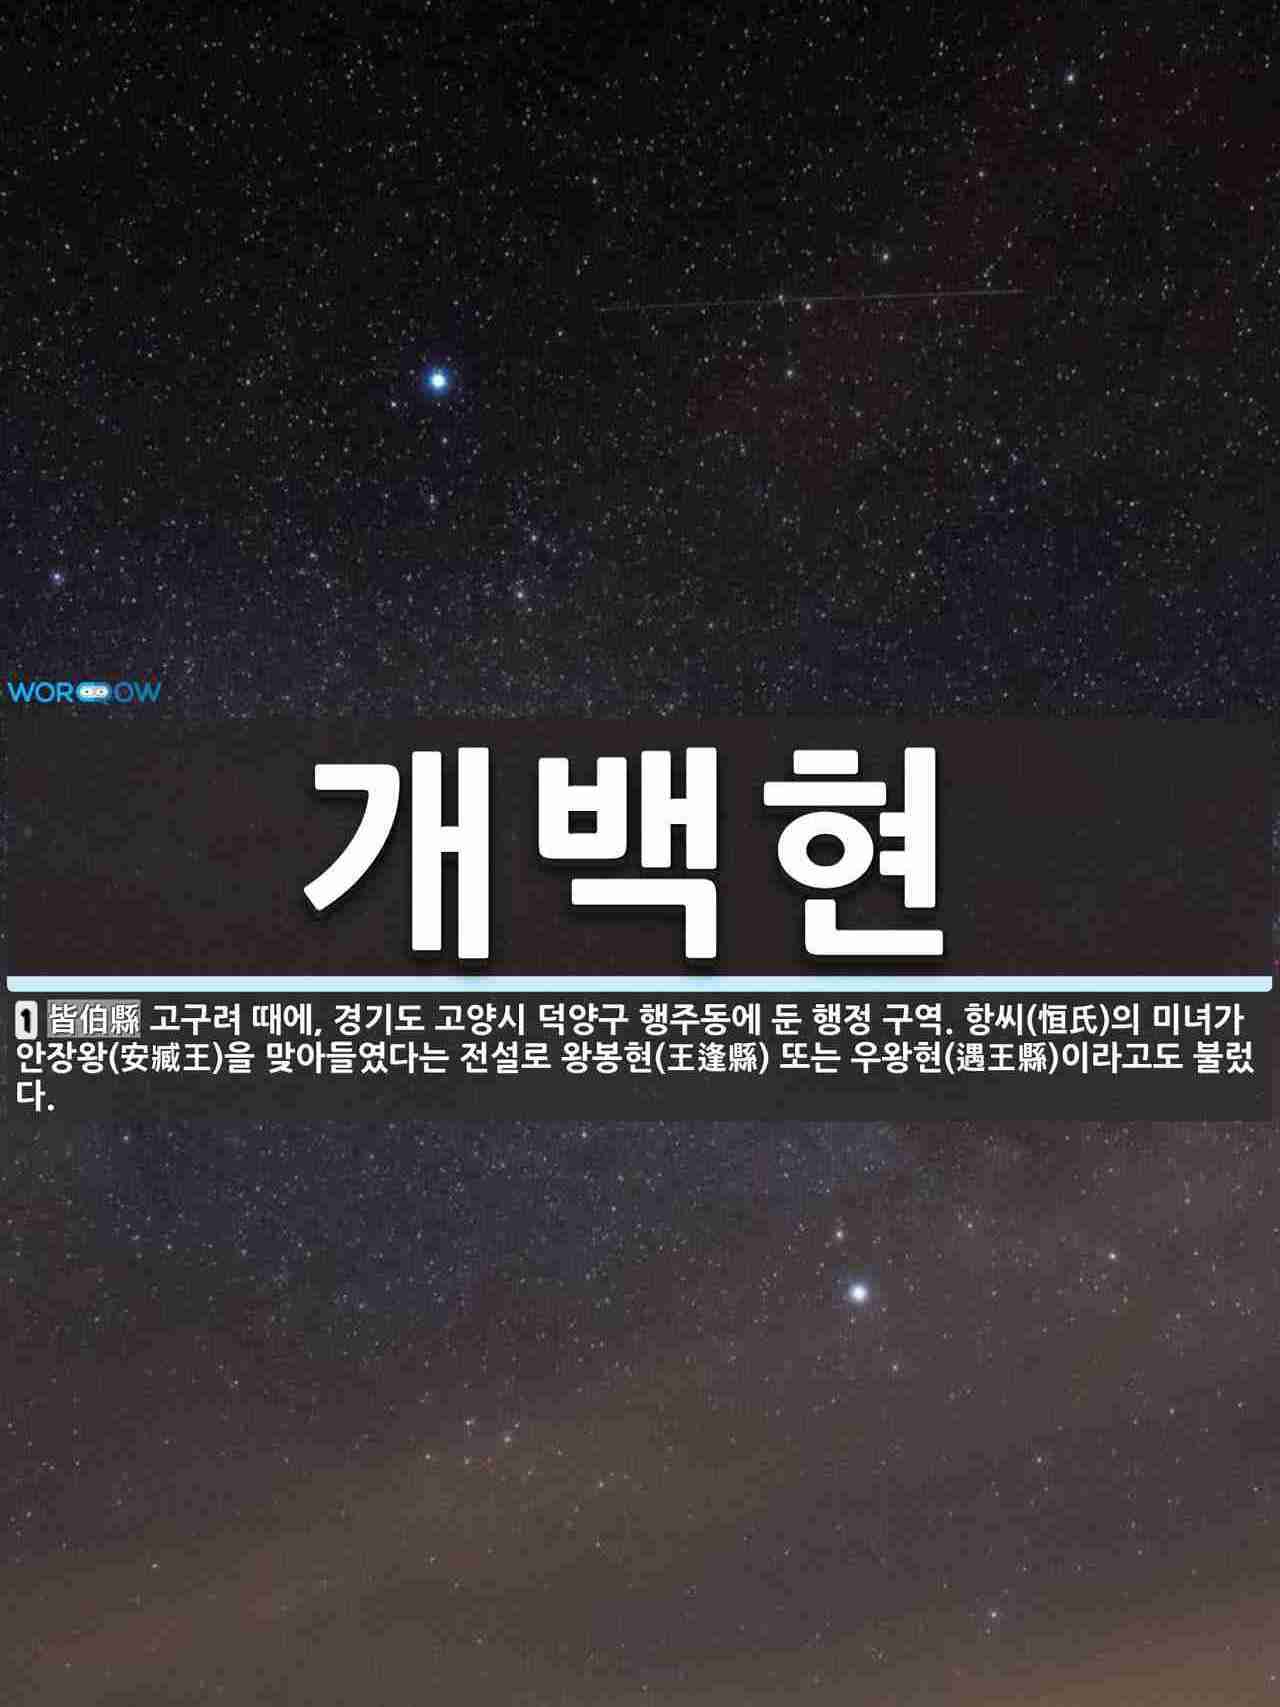 WORDOW
개백현
1 皆伯縣 고구려 때에, 경기도 고양시 덕양구 행주동에 둔 행정 구역. 항씨(恒氏)의 미녀가
안장왕(安臧王)을 맞아들였다는 전설로 왕봉현(王逢縣) 또는 우왕현(遇王縣)이라고도 불렀
다.